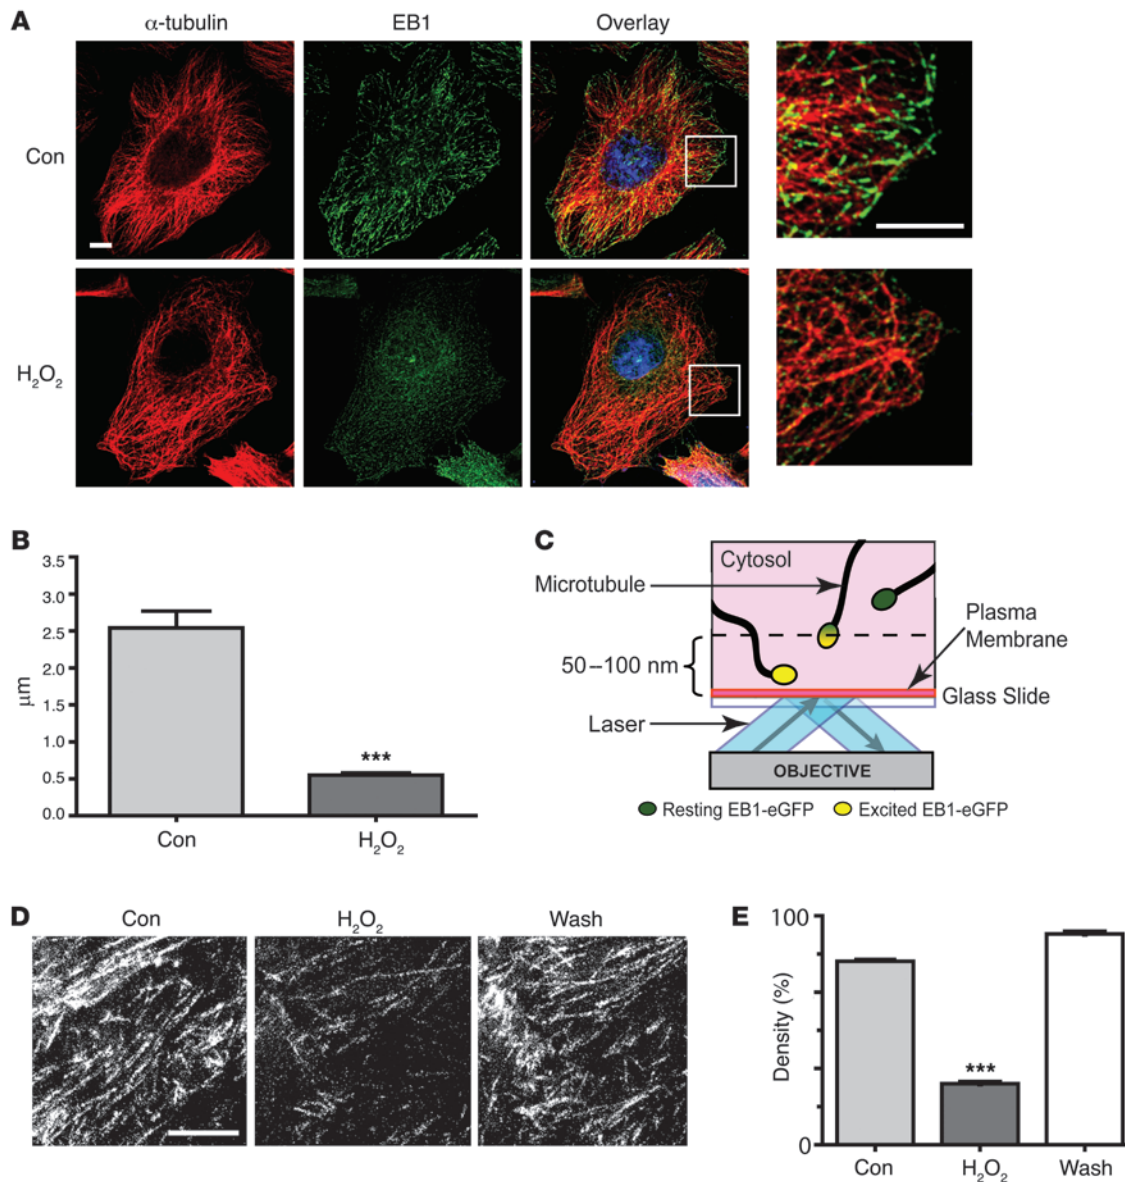 A
α-tubulin EB1 Overlay
Con
H₂O₂
B
3.5
3.0
2.5
2.0
1.5
1.0
0.5
0.0
μm
***
Con H₂O₂
C
Cytosol
Microtubule
Plasma
Membrane
50–100 nm
Glass Slide
Laser
OBJECTIVE
Resting EB1-eGFP Excited EB1-eGFP
D
Con H₂O₂ Wash
E
100
Density (%)
***
0
Con H₂O₂ Wash